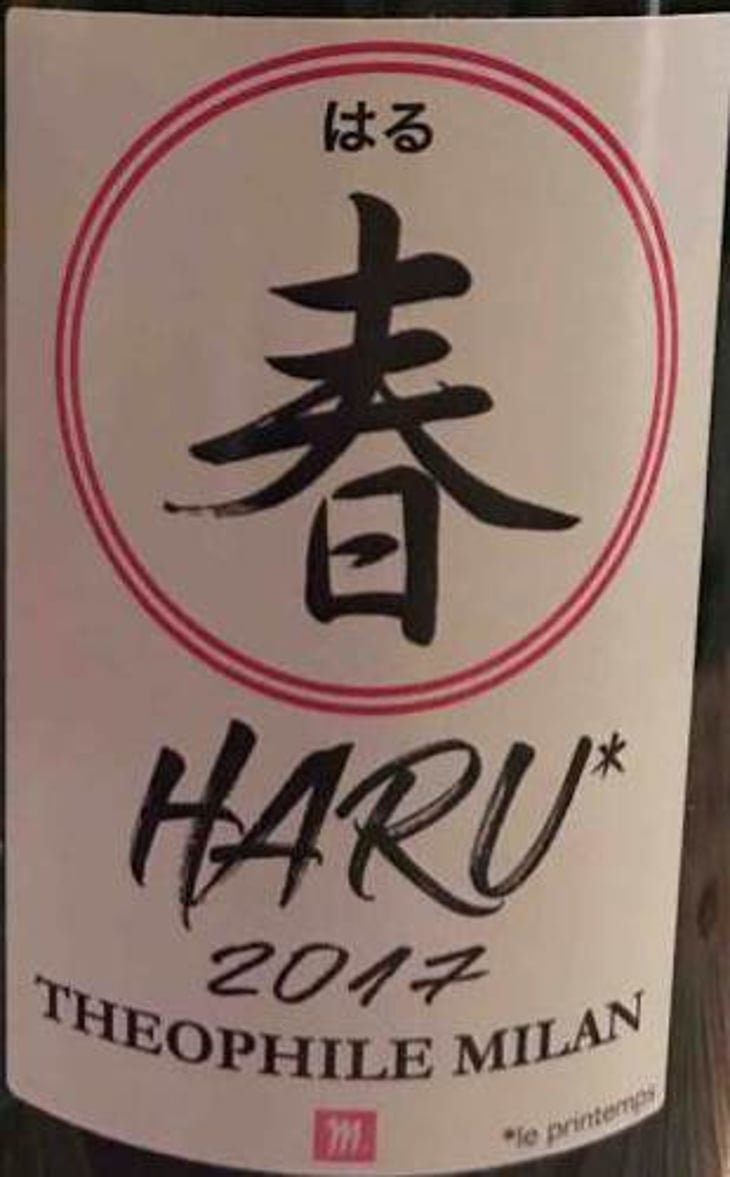 はる
春
HARU*
2017
THEOPHILE MILAN
m
*le printemps